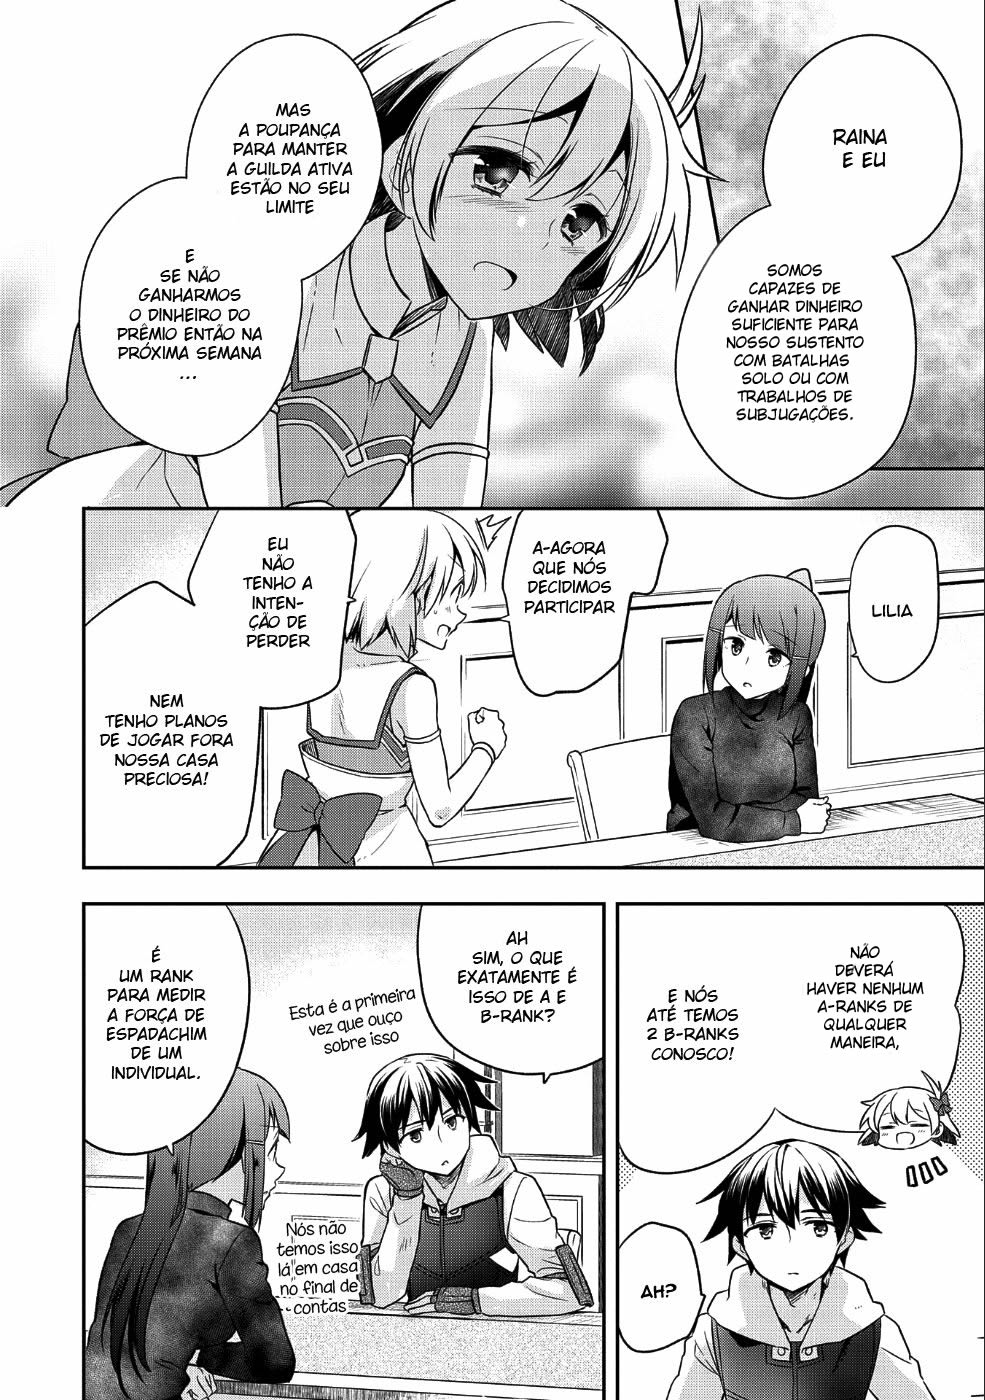 RAINA
E EU
SOMOS
CAPAZES DE
GANHAR DINHEIRO
SUFICIENTE PARA
NOSSO SUSTENTO
COM BATALHAS
SOLO OU COM
TRABALHOS DE
SUBJUGAÇÕES.
MAS
A POUPANÇA
PARA MANTER
A GUILDA ATIVA
ESTÃO NO SEU
LIMITE
E
SE NÃO
GANHARMOS
O DINHEIRO DO
PRÊMIO ENTÃO NA
PRÓXIMA SEMANA
...
LILIA
A-AGORA
QUE NÓS
DECIDIMOS
PARTICIPAR
EU
NÃO
TENHO A
INTEN-
ÇÃO DE
PERDER
NEM
TENHO PLANOS
DE JOGAR FORA
NOSSA CASA
PRECIOSA!
NÃO
DEVERÁ
HAVER NENHUM
A-RANKS DE
QUALQUER
MANEIRA,
E NÓS
ATÉ TEMOS
2 B-RANKS
CONOSCO!
AH?
AH
SIM, O QUE
EXATAMENTE É
ISSO DE A E
B-RANK?
Esta é a primeira
vez que ouço
sobre isso
É
UM RANK
PARA MEDIR
A FORÇA DE
ESPADACHIM
DE UM
INDIVIDUAL.
Nós não
temos isso
lá em casa
no final de
contas